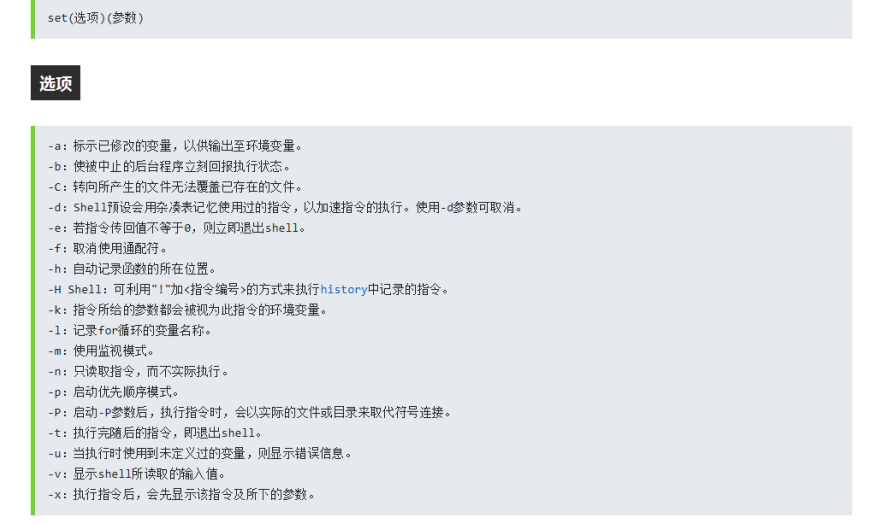 set(选项)(参数)
选项
-a：标示已修改的变量，以供输出至环境变量。
-b：使被中止的后台程序立刻回报执行状态。
-C：转向所产生的文件无法覆盖已存在的文件。
-d：Shell预设会用杂凑表记忆使用过的指令，以加速指令的执行。使用-d参数可取消。
-e：若指令传回值不等于0，则立即退出shell。
-f：取消使用通配符。
-h：自动记录函数的所在位置。
-H Shell：可利用"!"加<指令编号>的方式来执行history中记录的指令。
-k：指令所给的参数都会被视为此指令的环境变量。
-l：记录for循环的变量名称。
-m：使用监视模式。
-n：只读取指令，而不实际执行。
-p：启动优先顺序模式。
-P：启动-P参数后，执行指令时，会以实际的文件或目录来取代符号连接。
-t：执行完随后的指令，即退出shell。
-u：当执行时使用到未定义过的变量，则显示错误信息。
-v：显示shell所读取的输入值。
-x：执行指令后，会先显示该指令及所下的参数。